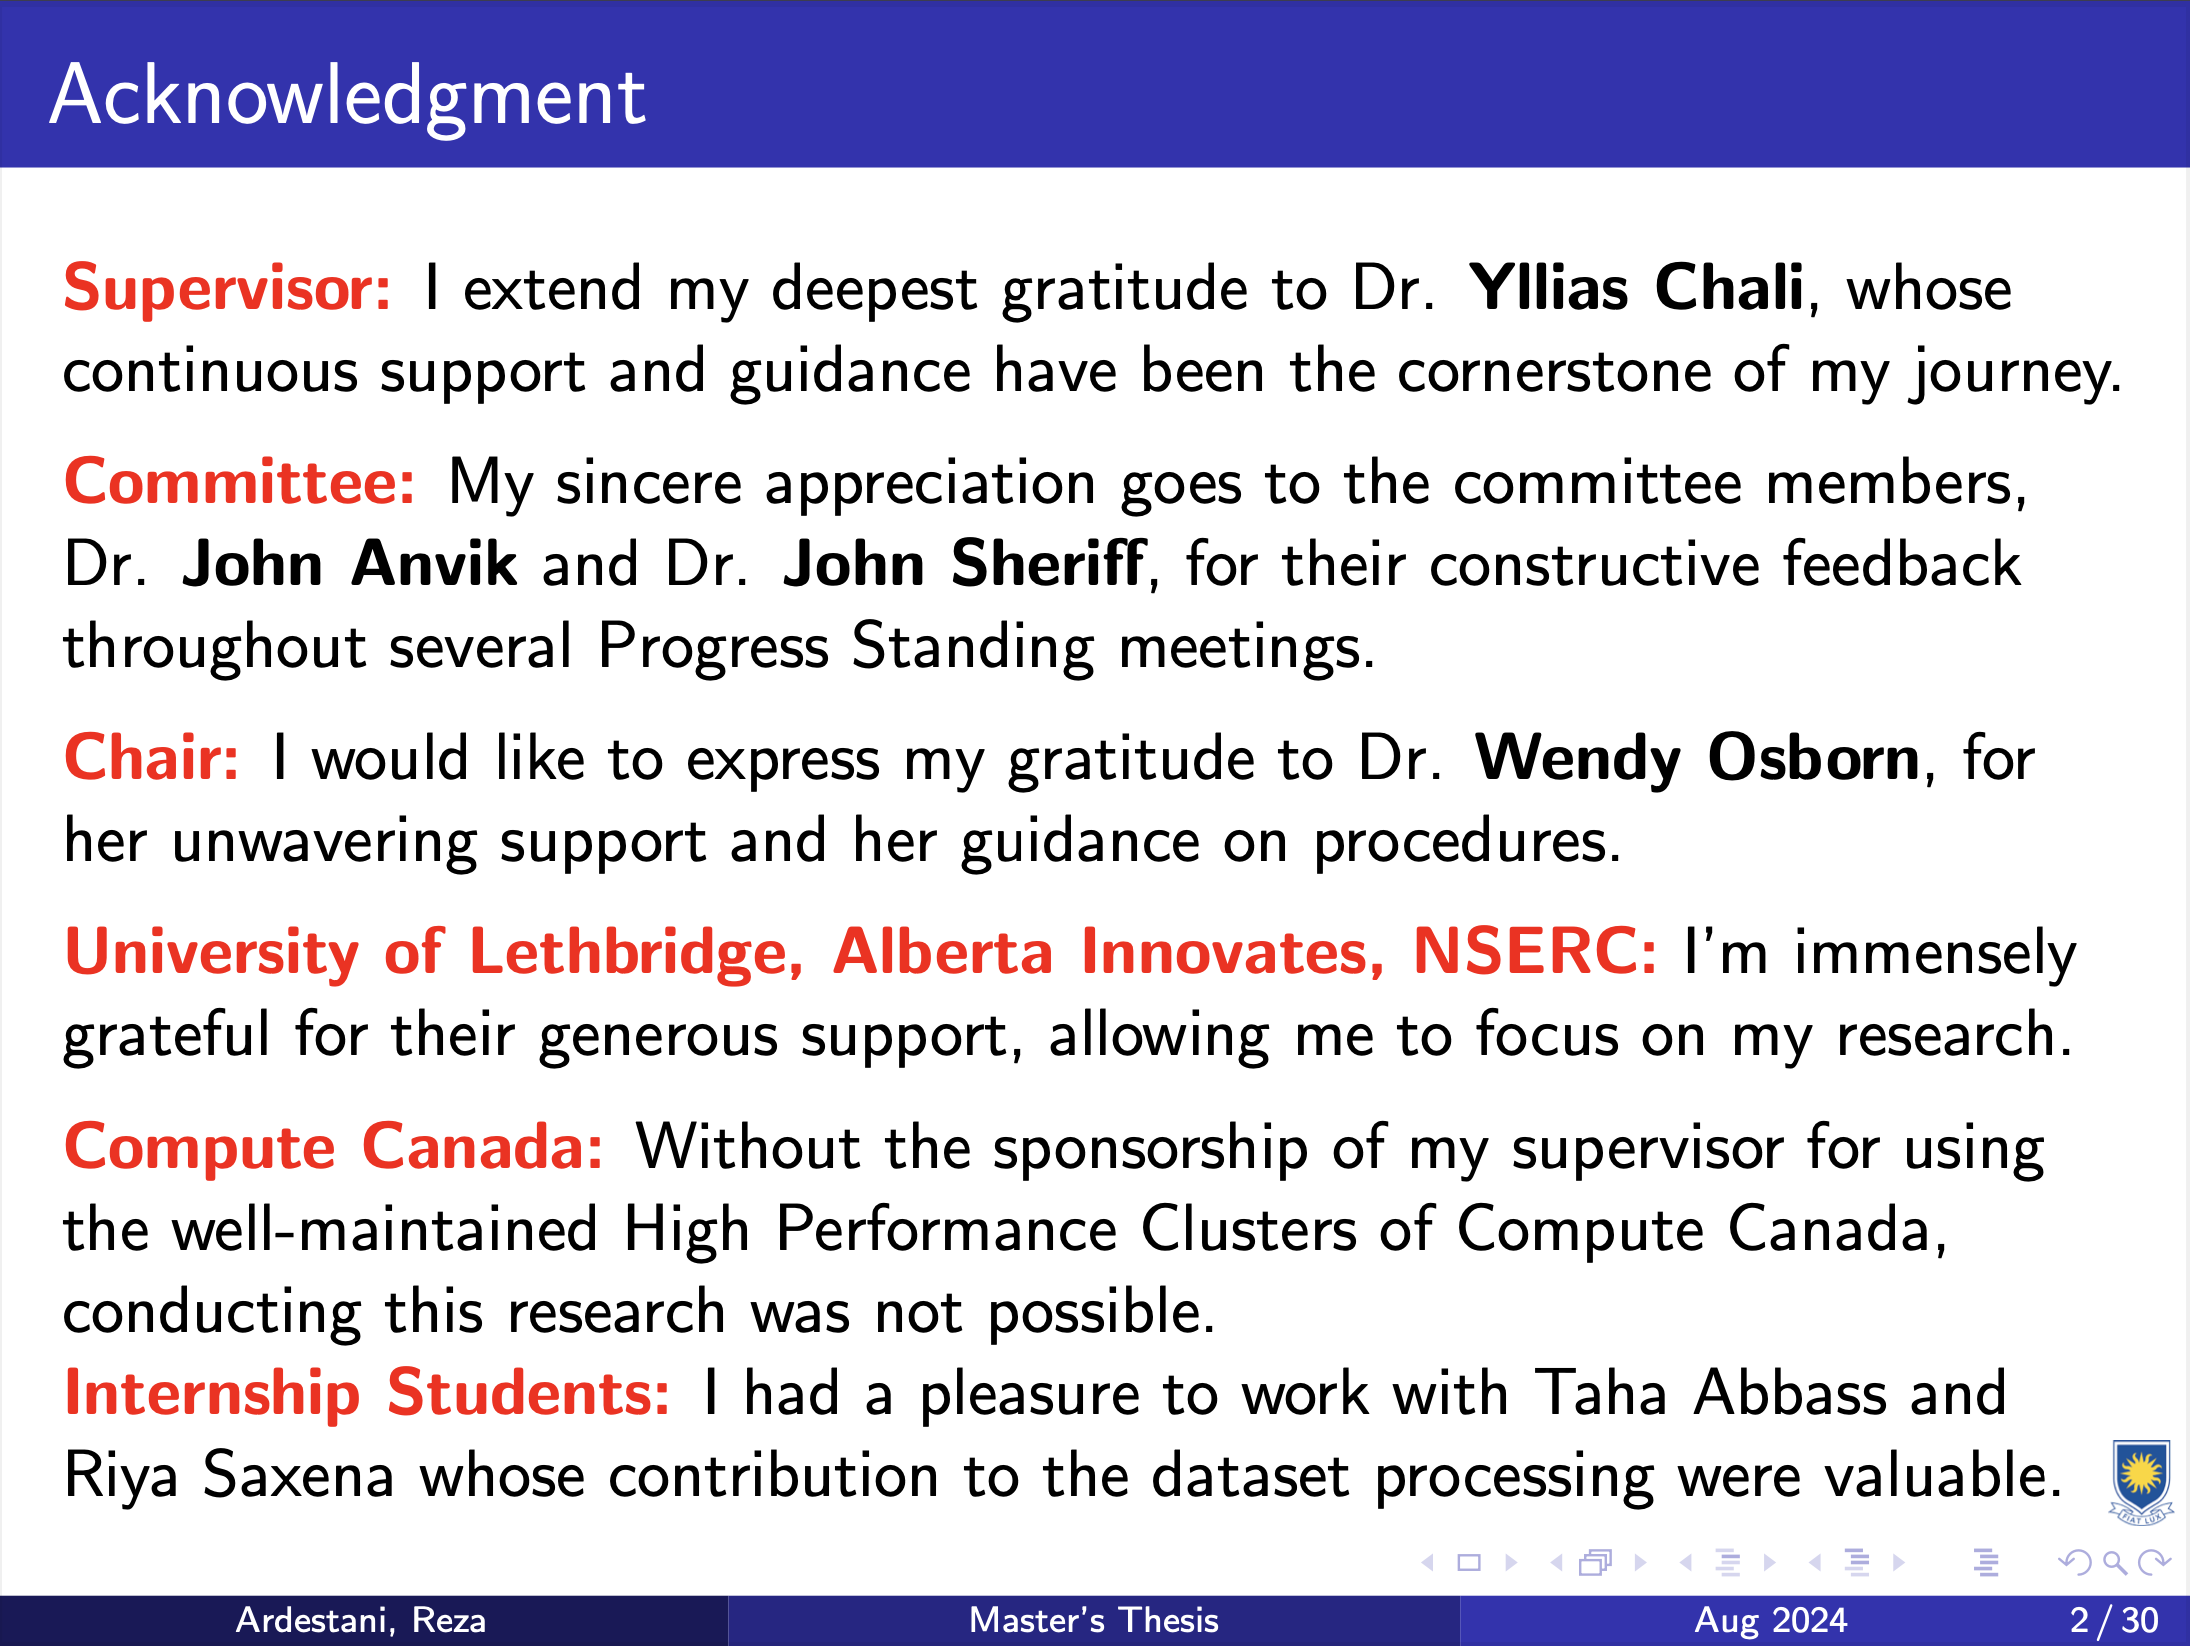 Acknowledgment
Supervisor: I extend my deepest gratitude to Dr. Yllias Chali, whose
continuous support and guidance have been the cornerstone of my journey.
Committee: My sincere appreciation goes to the committee members,
Dr. John Anvik and Dr. John Sheriff, for their constructive feedback
throughout several Progress Standing meetings.
Chair: I would like to express my gratitude to Dr. Wendy Osborn, for
her unwavering support and her guidance on procedures.
University of Lethbridge, Alberta Innovates, NSERC: I'm immensely
grateful for their generous support, allowing me to focus on my research.
Compute Canada: Without the sponsorship of my supervisor for using
the well-maintained High Performance Clusters of Compute Canada,
conducting this research was not possible.
Internship Students: I had a pleasure to work with Taha Abbass and
Riya Saxena whose contribution to the dataset processing were valuable.
FIAT LUX
Ardestani, Reza
Master's Thesis
Aug 2024
2 / 30